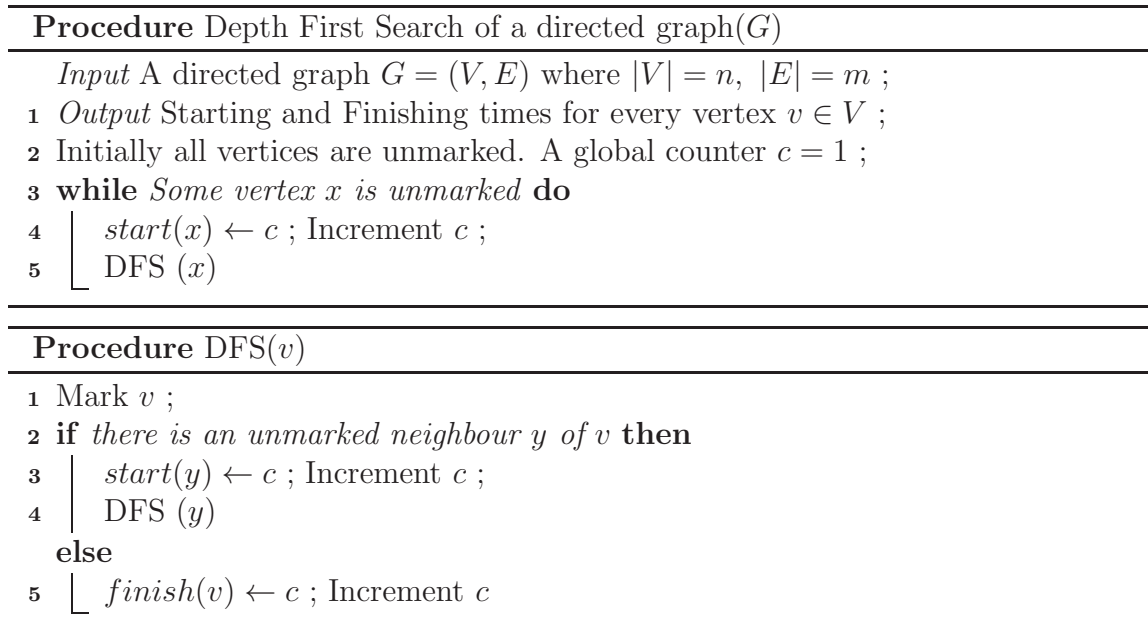 Procedure Depth First Search of a directed graph(G)
Input A directed graph G = (V, E) where |V| = n, |E| = m ;
1 Output Starting and Finishing times for every vertex v ∈ V ;
2 Initially all vertices are unmarked. A global counter c = 1 ;
3 while Some vertex x is unmarked do
4 start(x) ← c ; Increment c ;
5 DFS (x)
Procedure DFS(v)
1 Mark v ;
2 if there is an unmarked neighbour y of v then
3 start(y) ← c ; Increment c ;
4 DFS (y)
else
5 finish(v) ← c ; Increment c